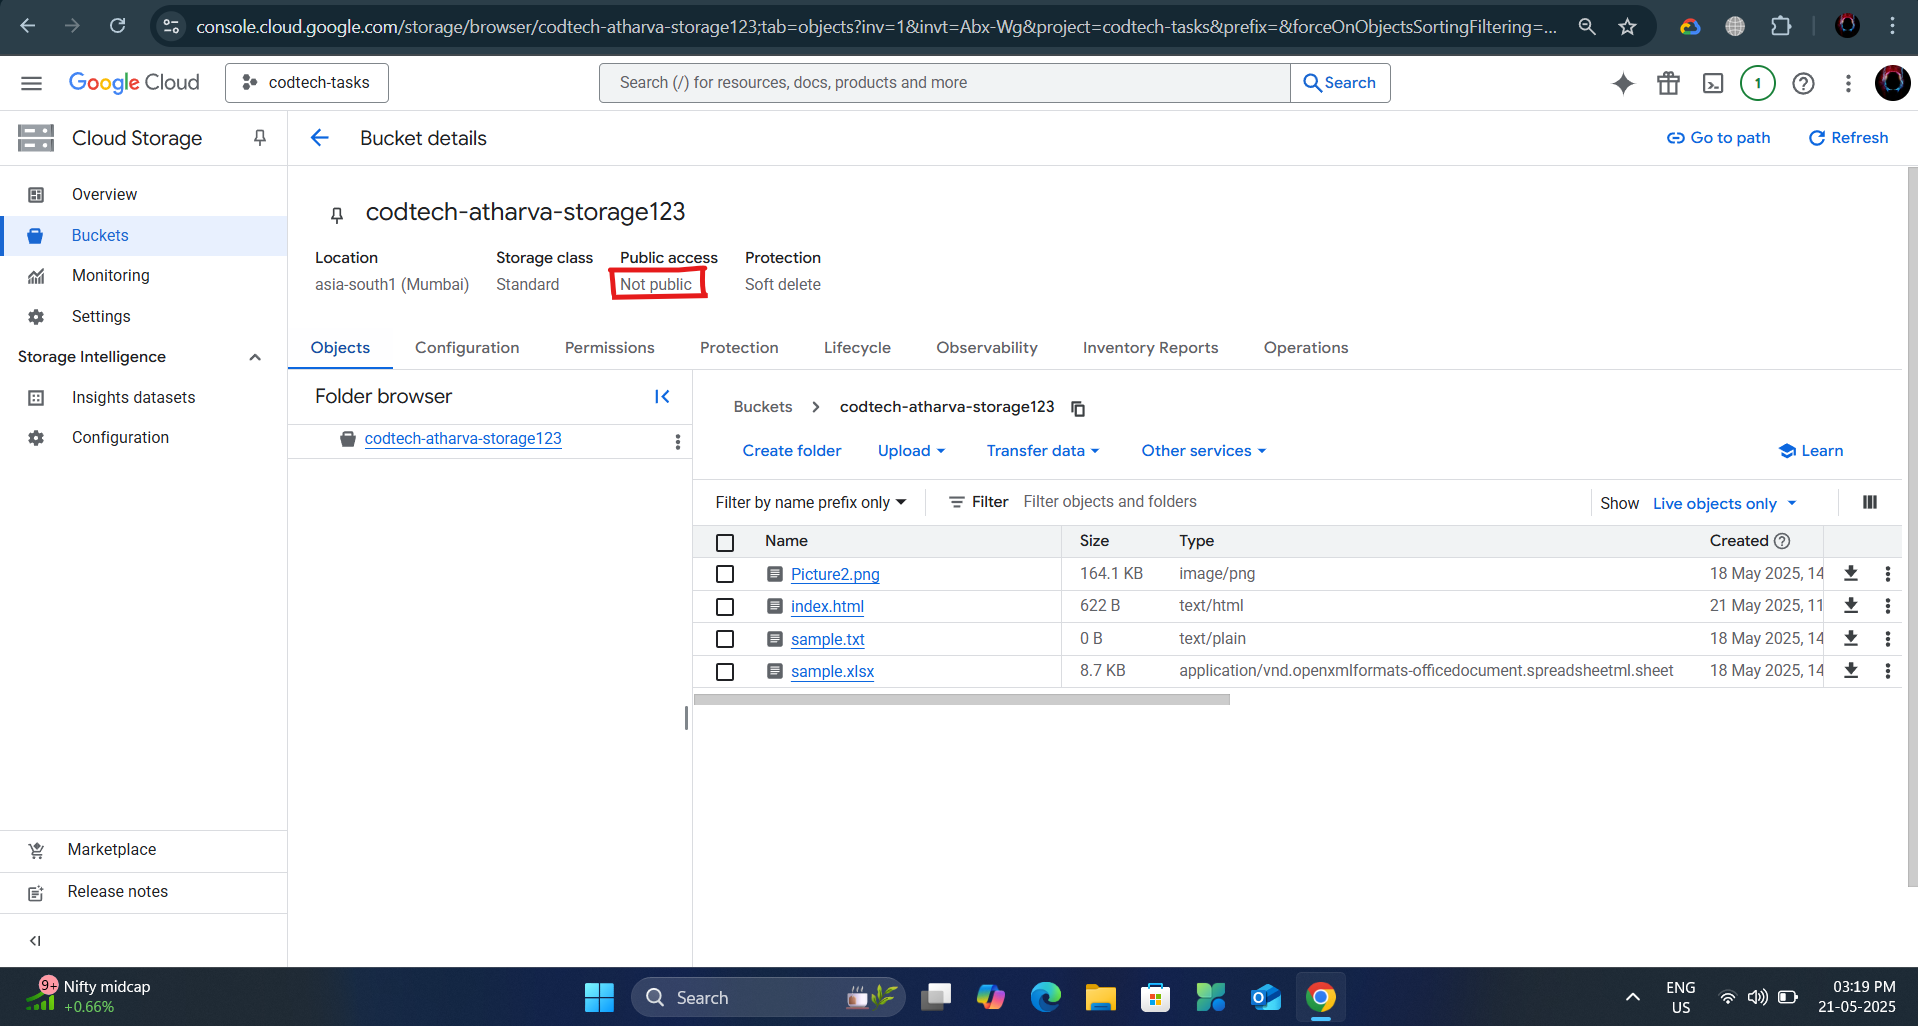 console.cloud.google.com/storage/browser/codtech-atharva-storage123;tab=objects?inv=1&invt=Abx-Wg&project=codtech-tasks&prefix=&forceOnObjectsSortingFiltering=...
Google Cloud
codtech-tasks
Search (/) for resources, docs, products and more
Search
1
Cloud Storage
Bucket details
Go to path
Refresh
Overview
Buckets
Monitoring
Settings
Storage Intelligence
Insights datasets
Configuration
Marketplace
Release notes
codtech-atharva-storage123
Location
Storage class
Public access
Protection
asia-south1 (Mumbai)
Standard
Not public
Soft delete
Objects
Configuration
Permissions
Protection
Lifecycle
Observability
Inventory Reports
Operations
Folder browser
codtech-atharva-storage123
Buckets
codtech-atharva-storage123
Create folder
Upload
Transfer data
Other services
Learn
Filter by name prefix only
Filter
Filter objects and folders
Show
Live objects only
Name Size Type Created
Picture2.png 164.1 KB image/png 18 May 2025, 14
index.html 622 B text/html 21 May 2025, 11
sample.txt 0 B text/plain 18 May 2025, 14
sample.xlsx 8.7 KB application/vnd.openxmlformats-officedocument.spreadsheetml.sheet 18 May 2025, 14
9+
Nifty midcap
+0.66%
Search
ENG
US
03:19 PM
21-05-2025